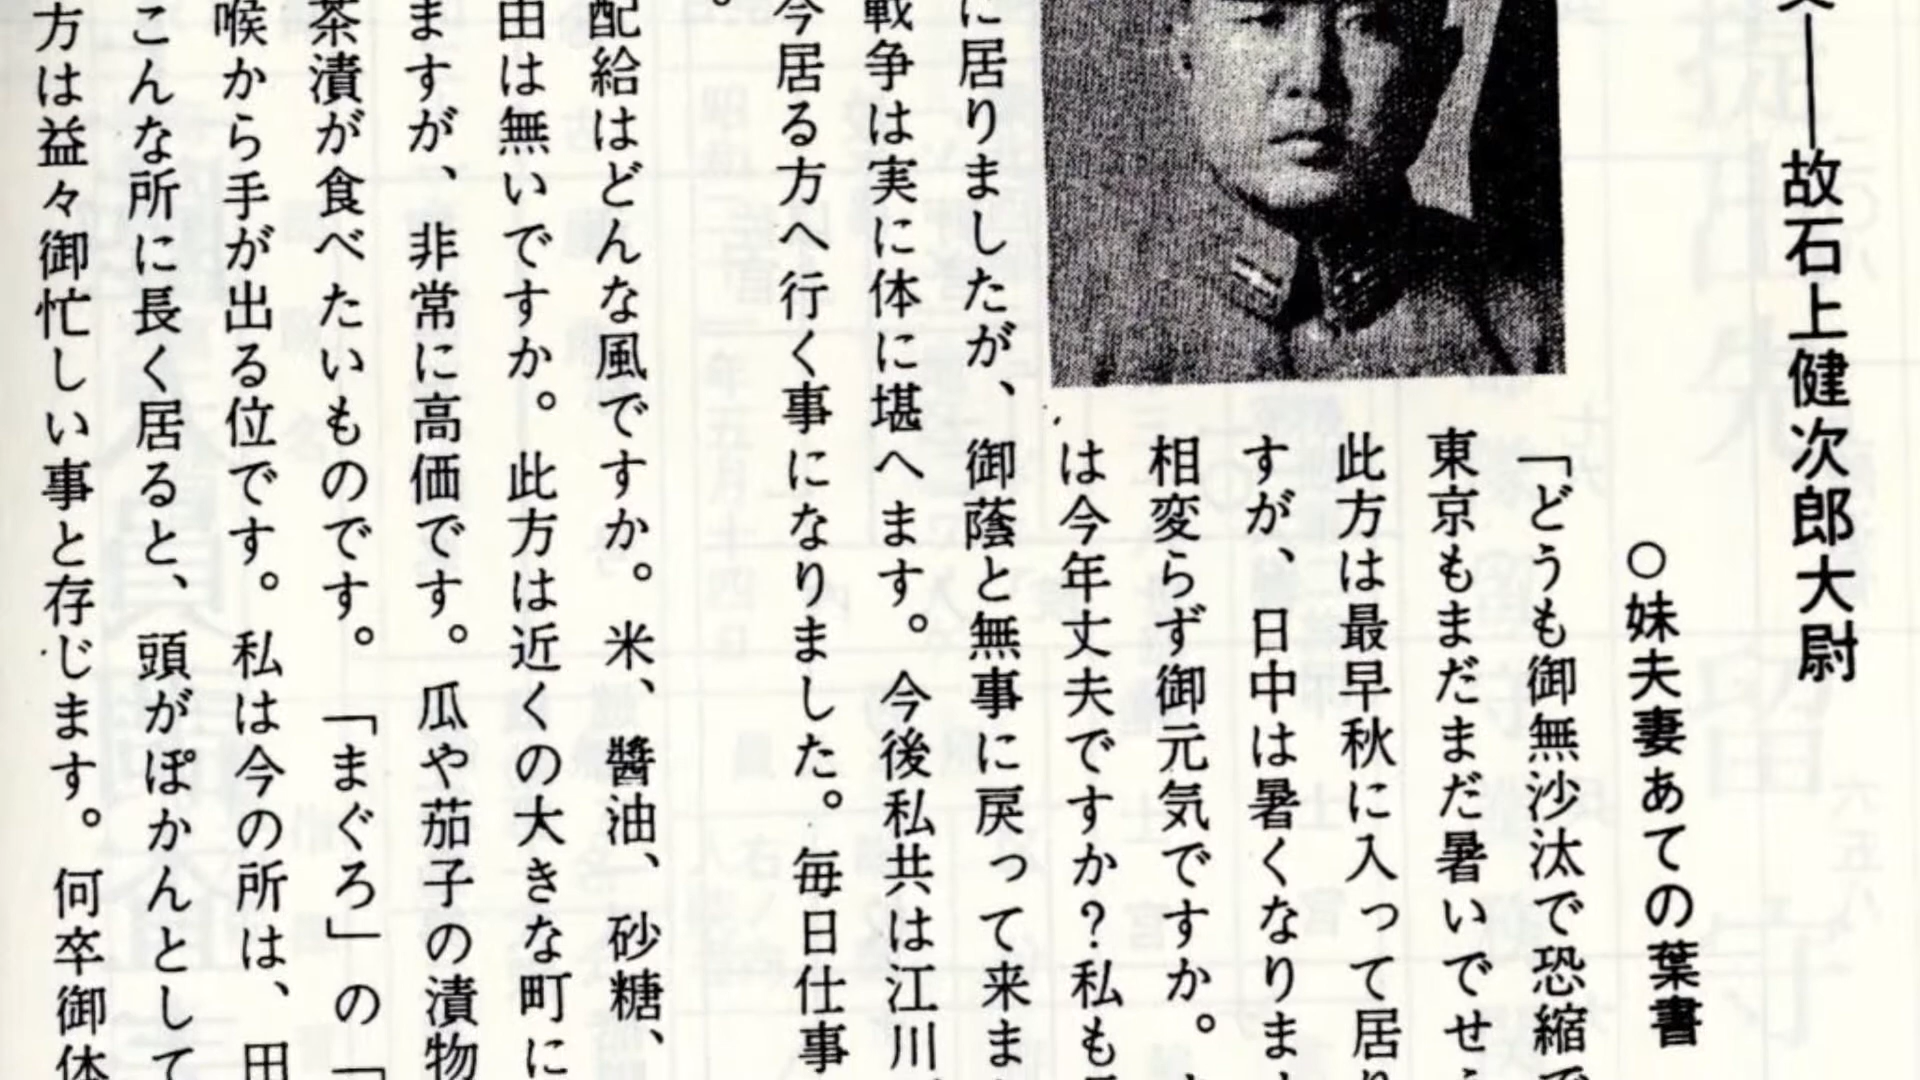 故石上健次郎大尉
○妹夫妻あての葉書
「どうも御無沙汰で恐縮で
東京もまだまだ暑いでせう
此方は最早秋に入って居り
すが、日中は暑くなりま
相変らず御元気ですか。
は今年丈夫ですか？私も
に居りましたが、御蔭と無事に戻って来ま
戦争は実に体に堪へます。今後私共は江川
今居る方へ行く事になりました。毎日仕事
。
配給はどんな風ですか。米、醬油、砂糖、
由は無いですか。此方は近くの大きな町に
ますが、非常に高価です。瓜や茄子の漬物
茶漬が食べたいものです。「まぐろ」の「
喉から手が出る位です。私は今の所は、田
こんな所に長く居ると、頭がぽかんとして
方は益々御忙しい事と存じます。何卒御体